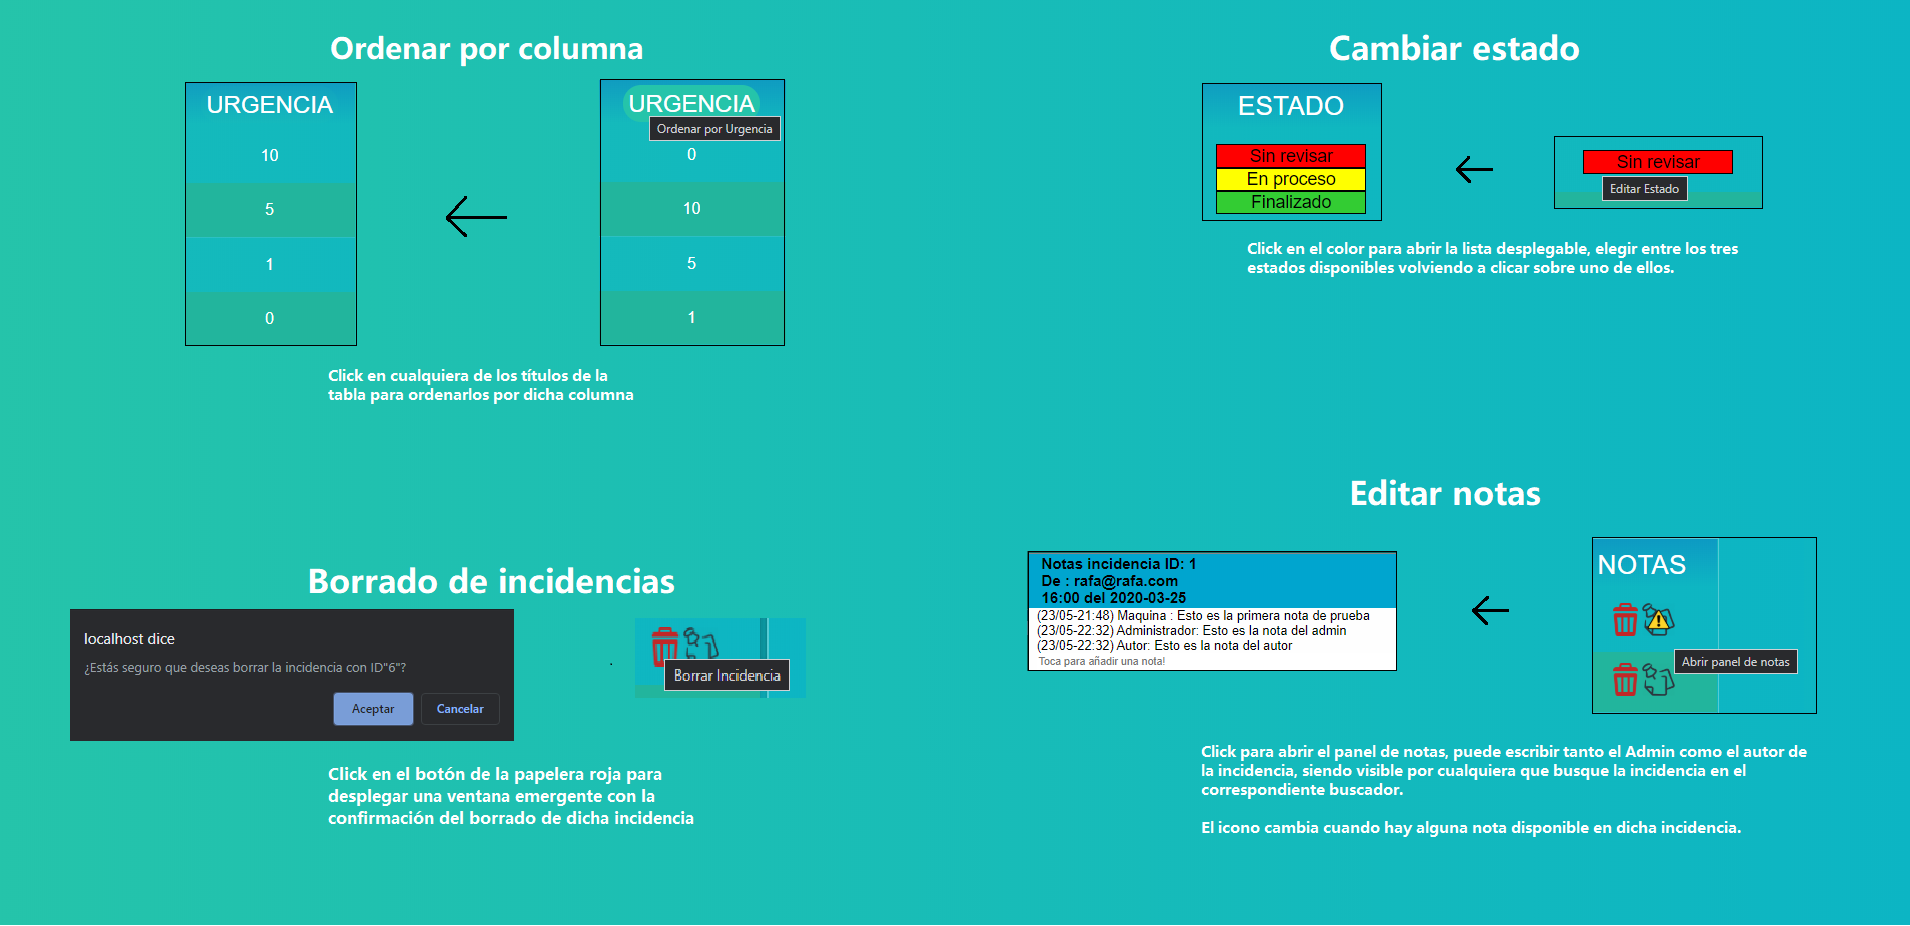 Ordenar por columna
URGENCIA
10
5
1
0
URGENCIA
Ordenar por Urgencia
0
10
5
1
Click en cualquiera de los títulos de la
tabla para ordenarlos por dicha columna
Cambiar estado
ESTADO
Sin revisar
En proceso
Finalizado
Sin revisar
Editar Estado
Click en el color para abrir la lista desplegable, elegir entre los tres
estados disponibles volviendo a clicar sobre uno de ellos.
Borrado de incidencias
localhost dice
¿Estás seguro que deseas borrar la incidencia con ID"6"?
Aceptar
Cancelar
Borrar Incidencia
Click en el botón de la papelera roja para
desplegar una ventana emergente con la
confirmación del borrado de dicha incidencia
Editar notas
Notas incidencia ID: 1
De : rafa@rafa.com
16:00 del 2020-03-25
(23/05-21:48) Maquina : Esto es la primera nota de prueba
(23/05-22:32) Administrador: Esto es la nota del admin
(23/05-22:32) Autor: Esto es la nota del autor
Toca para añadir una nota!
NOTAS
Abrir panel de notas
Click para abrir el panel de notas, puede escribir tanto el Admin como el autor de
la incidencia, siendo visible por cualquiera que busque la incidencia en el
correspondiente buscador.
El icono cambia cuando hay alguna nota disponible en dicha incidencia.